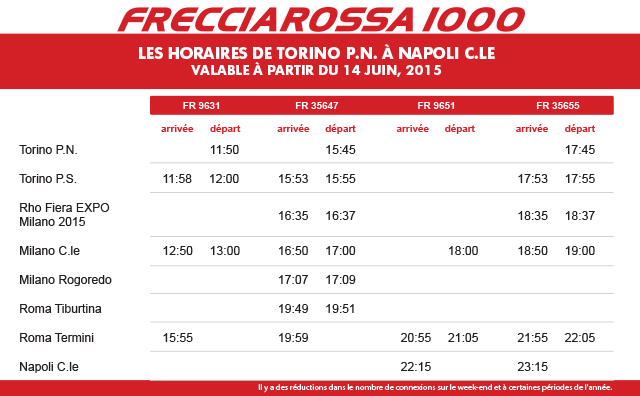 FRECCIAROSSA 1000
LES HORAIRES DE TORINO P.N. À NAPOLI C.LE
VALABLE À PARTIR DU 14 JUIN, 2015
FR 9631 FR 35647 FR 9651 FR 35655
arrivée départ arrivée départ arrivée départ arrivée départ
Torino P.N. 11:50 15:45 17:45
Torino P.S. 11:58 12:00 15:53 15:55 17:53 17:55
Rho Fiera EXPO
Milano 2015 16:35 16:37 18:35 18:37
Milano C.le 12:50 13:00 16:50 17:00 18:00 18:50 19:00
Milano Rogoredo 17:07 17:09
Roma Tiburtina 19:49 19:51
Roma Termini 15:55 19:59 20:55 21:05 21:55 22:05
Napoli C.le 22:15 23:15
Il y a des réductions dans le nombre de connexions sur le week-end et à certaines périodes de l'année.